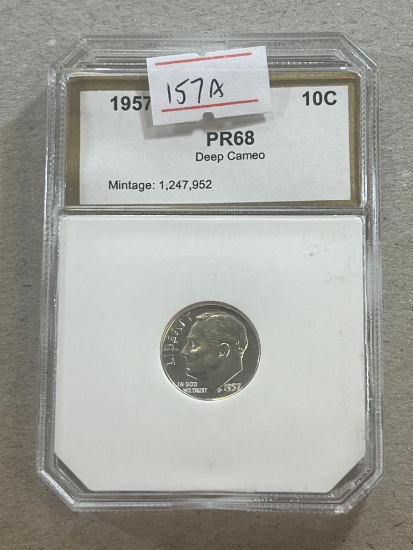 157A
1957 10C
PR68
Deep Cameo
Mintage: 1,247,952
LIBERTY
IN GOD
WE TRUST 1957